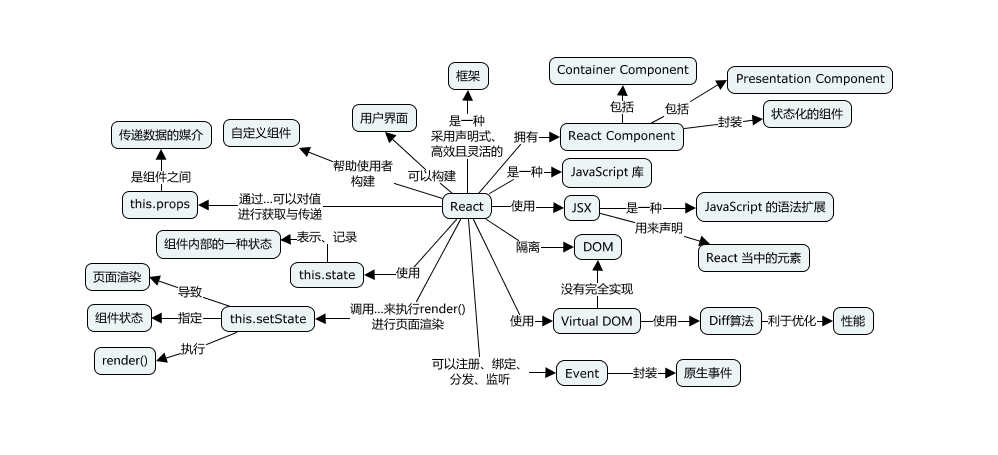 框架
Container Component
Presentation Component
包括
包括
状态化的组件
封装
用户界面
是一种
采用声明式、
高效且灵活的
拥有
React Component
传递数据的媒介
自定义组件
帮助使用者
构建
可以构建
是一种
JavaScript 库
是组件之间
this.props
通过...可以对值
进行获取与传递
React
使用
JSX
是一种
JavaScript 的语法扩展
用来声明
React 当中的元素
组件内部的一种状态
表示、记录
隔离
DOM
this.state
使用
没有完全实现
页面渲染
导致
组件状态
指定
this.setState
调用...来执行render()
进行页面渲染
使用
Virtual DOM
使用
Diff算法
利于优化
性能
执行
render()
可以注册、绑定、
分发、监听
Event
封装
原生事件